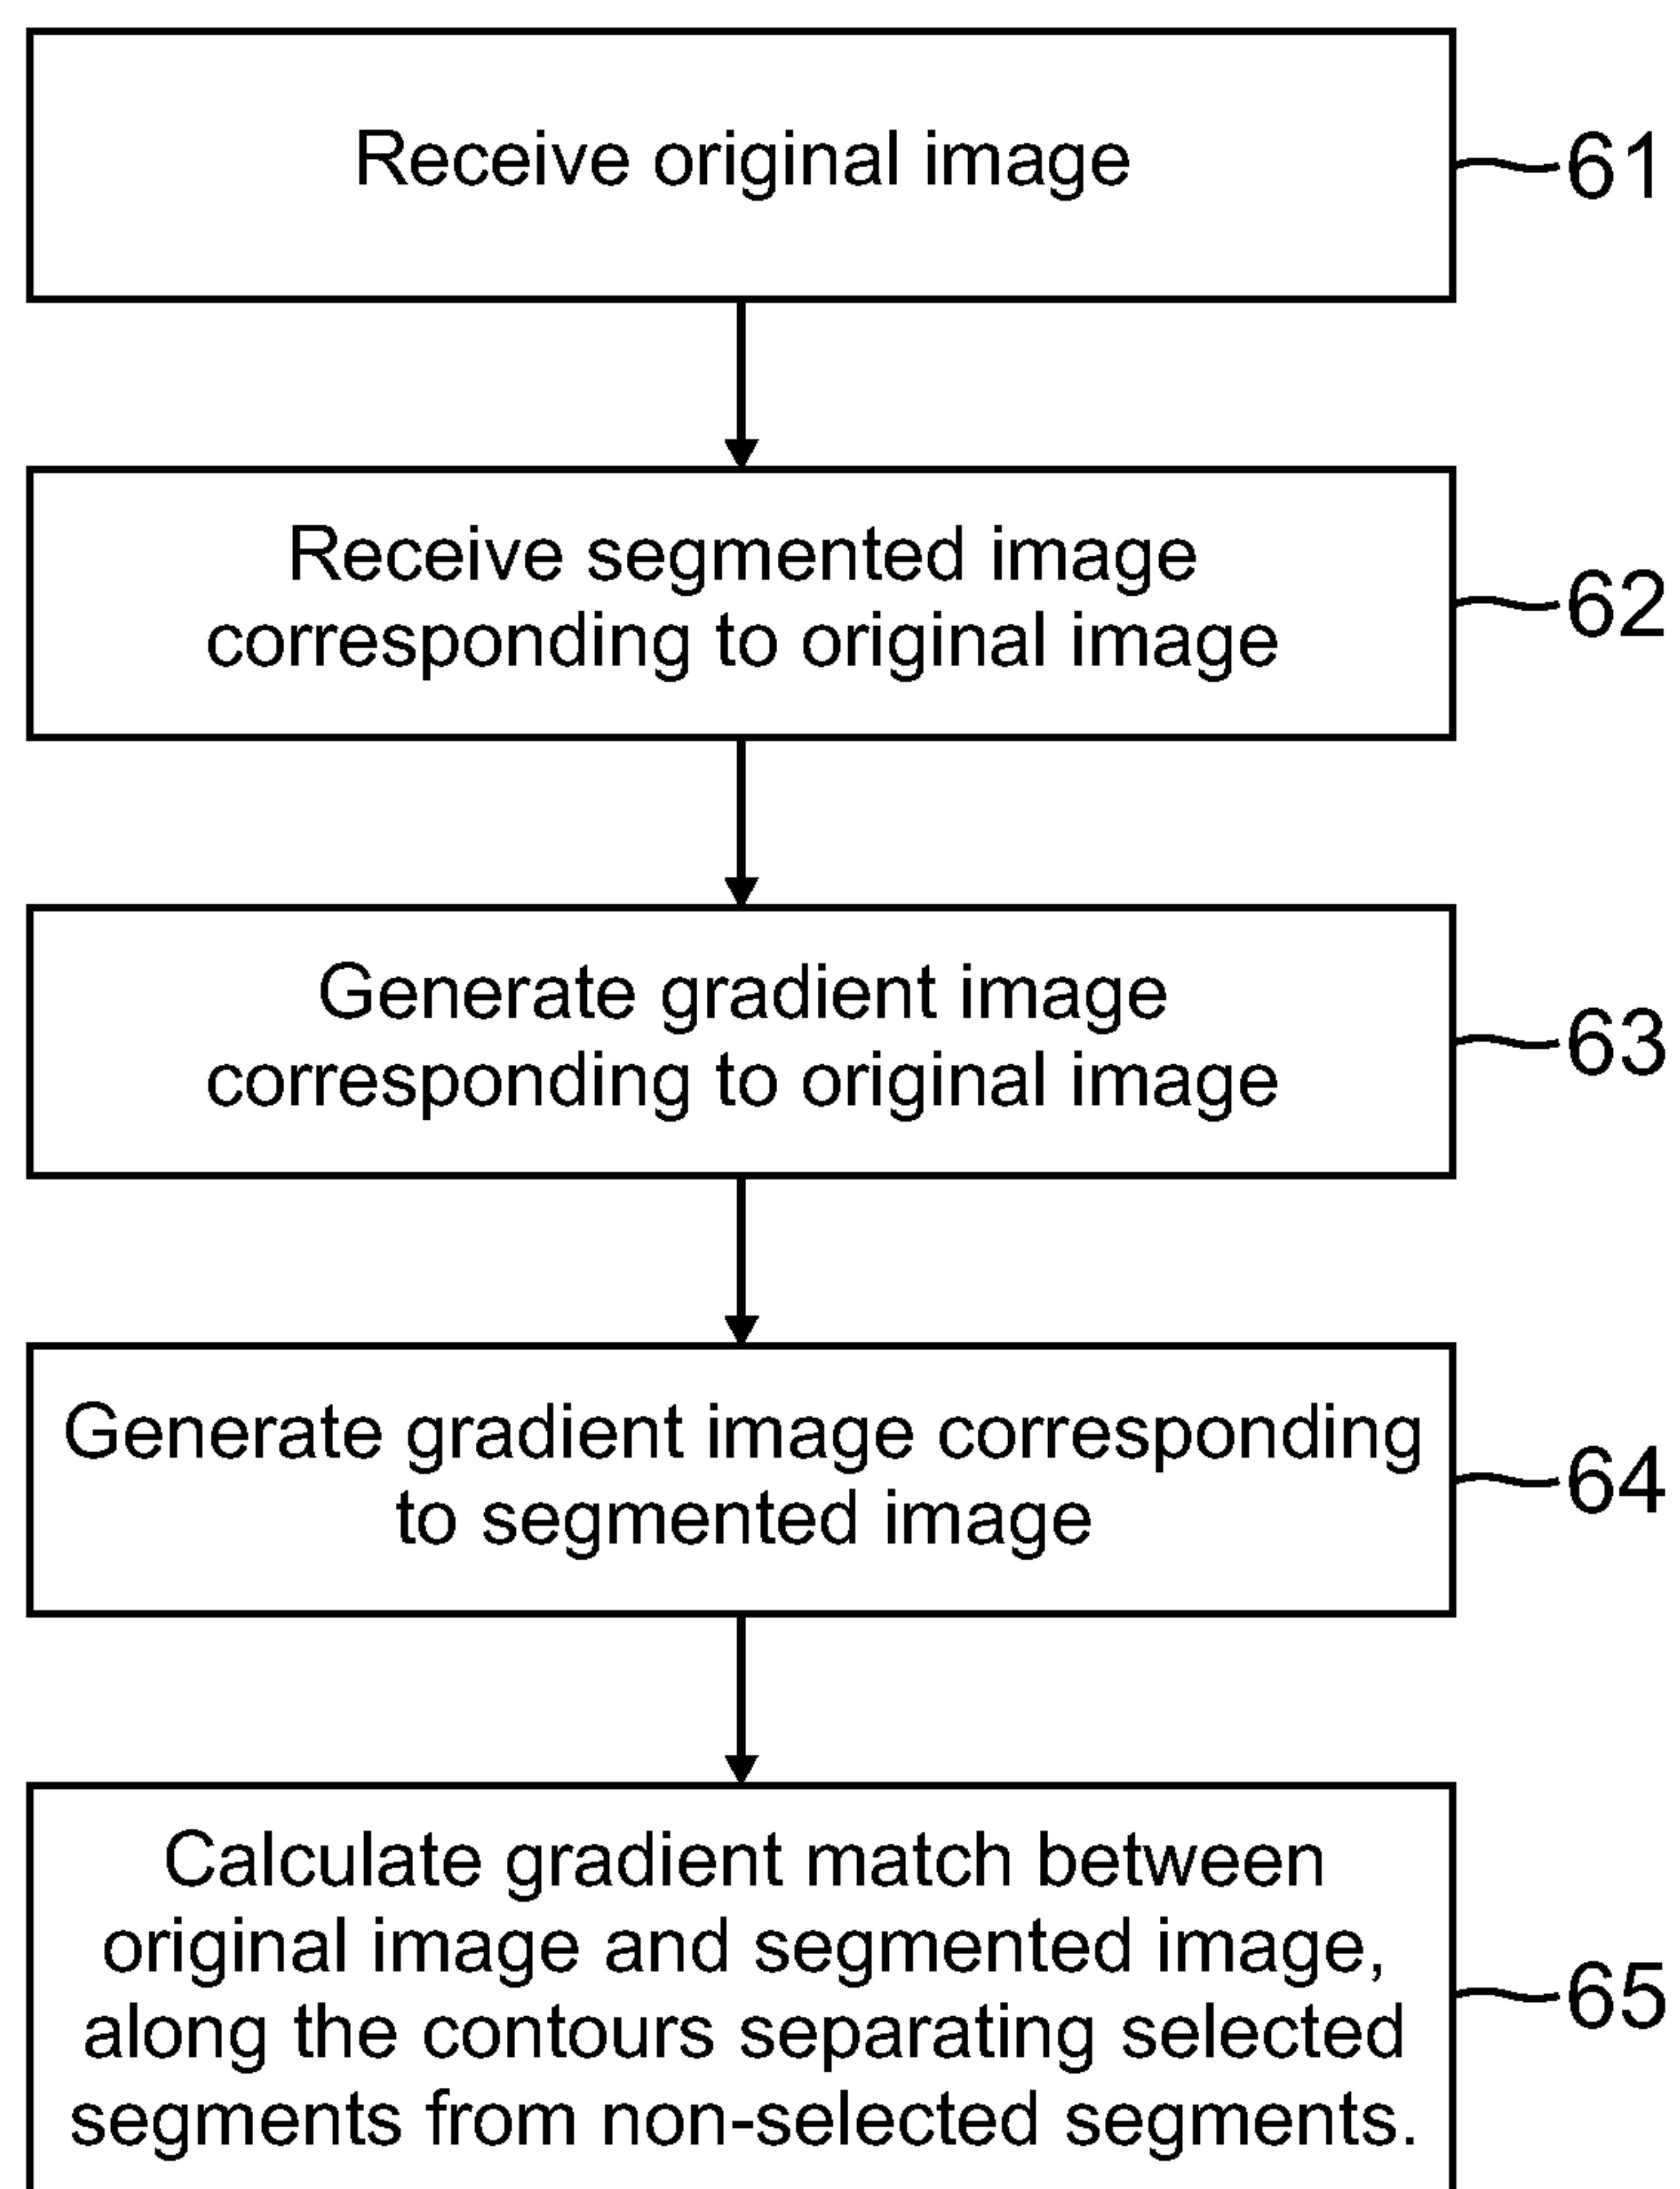 Receive original image
61
Receive segmented image
corresponding to original image
62
Generate gradient image
corresponding to original image
63
Generate gradient image corresponding
to segmented image
64
Calculate gradient match between
original image and segmented image,
along the contours separating selected
segments from non-selected segments.
65